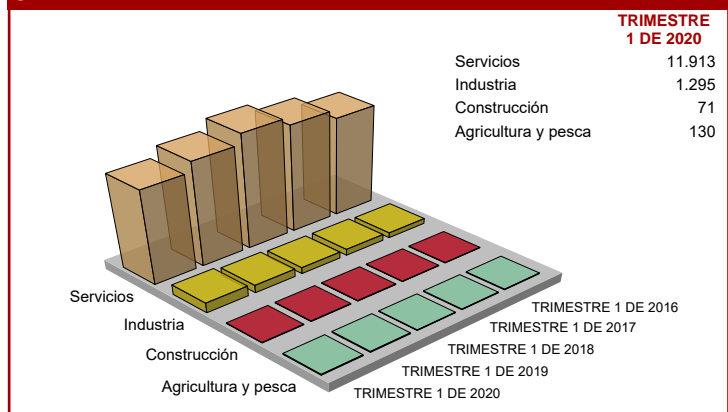 TRIMESTRE
1 DE 2020
Servicios 11.913
Industria 1.295
Construcción 71
Agricultura y pesca 130
Servicios
Industria
Construcción
Agricultura y pesca
TRIMESTRE 1 DE 2016
TRIMESTRE 1 DE 2017
TRIMESTRE 1 DE 2018
TRIMESTRE 1 DE 2019
TRIMESTRE 1 DE 2020